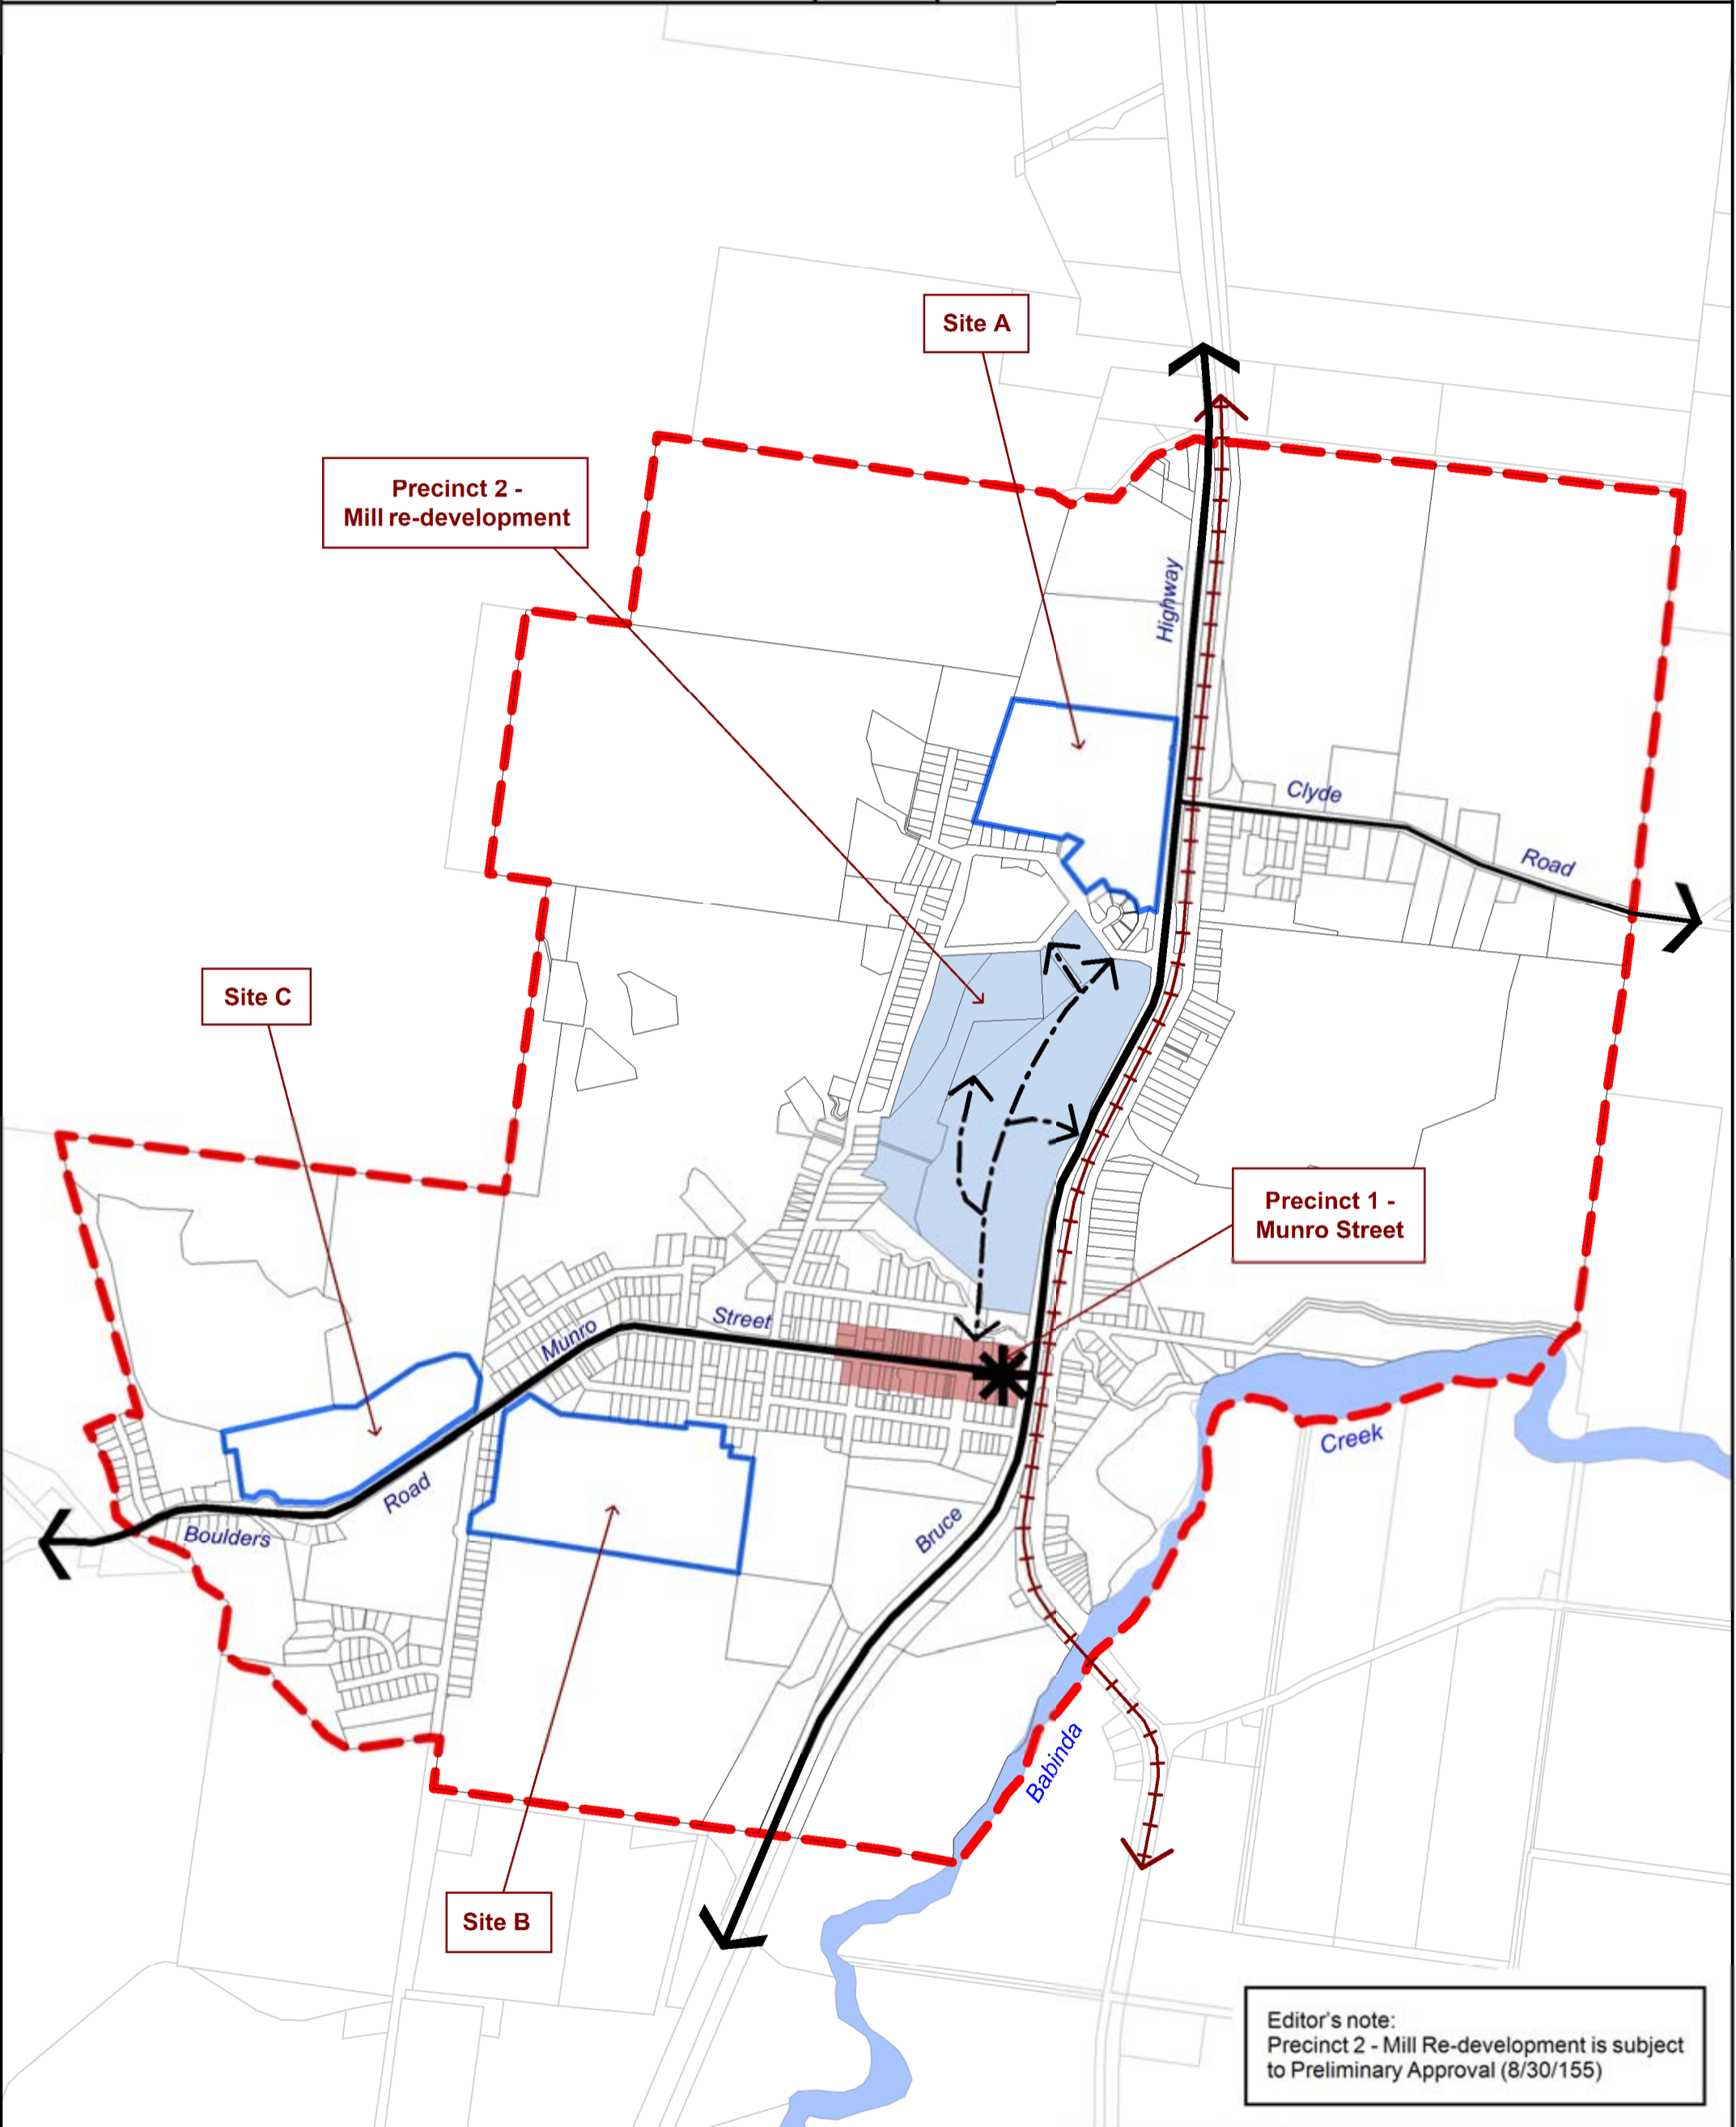 Site A
Precinct 2 -
Mill re-development
Highway
Clyde
Road
Site C
Precinct 1 -
Munro Street
Street
Munro
Creek
Road
Boulders
Bruce
Babinda
Site B
Editor's note:
Precinct 2 - Mill Re-development is subject
to Preliminary Approval (8/30/155)